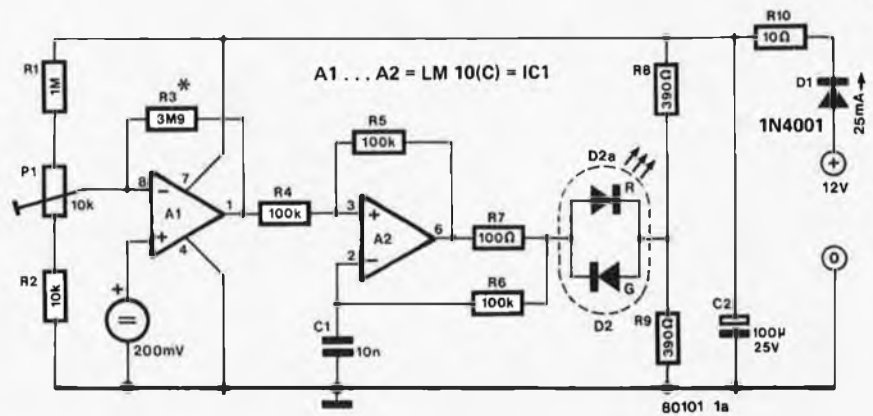 R10
10Ω
R1
1M
A1 . . . A2 = LM 10(C) = IC1
R8
390Ω
D1
25mA
1N4001
R3 *
3M9
R5
100k
D2a
+
12V
P1
10k
8
−
7
A1
1
+
4
R4
100k
3
+
A2
6
2
−
R7
100Ω
R
G
D2
R6
100k
R2
10k
+
=
200mV
C1
10n
R9
390Ω
C2
100µ
25V
0
80101 1a